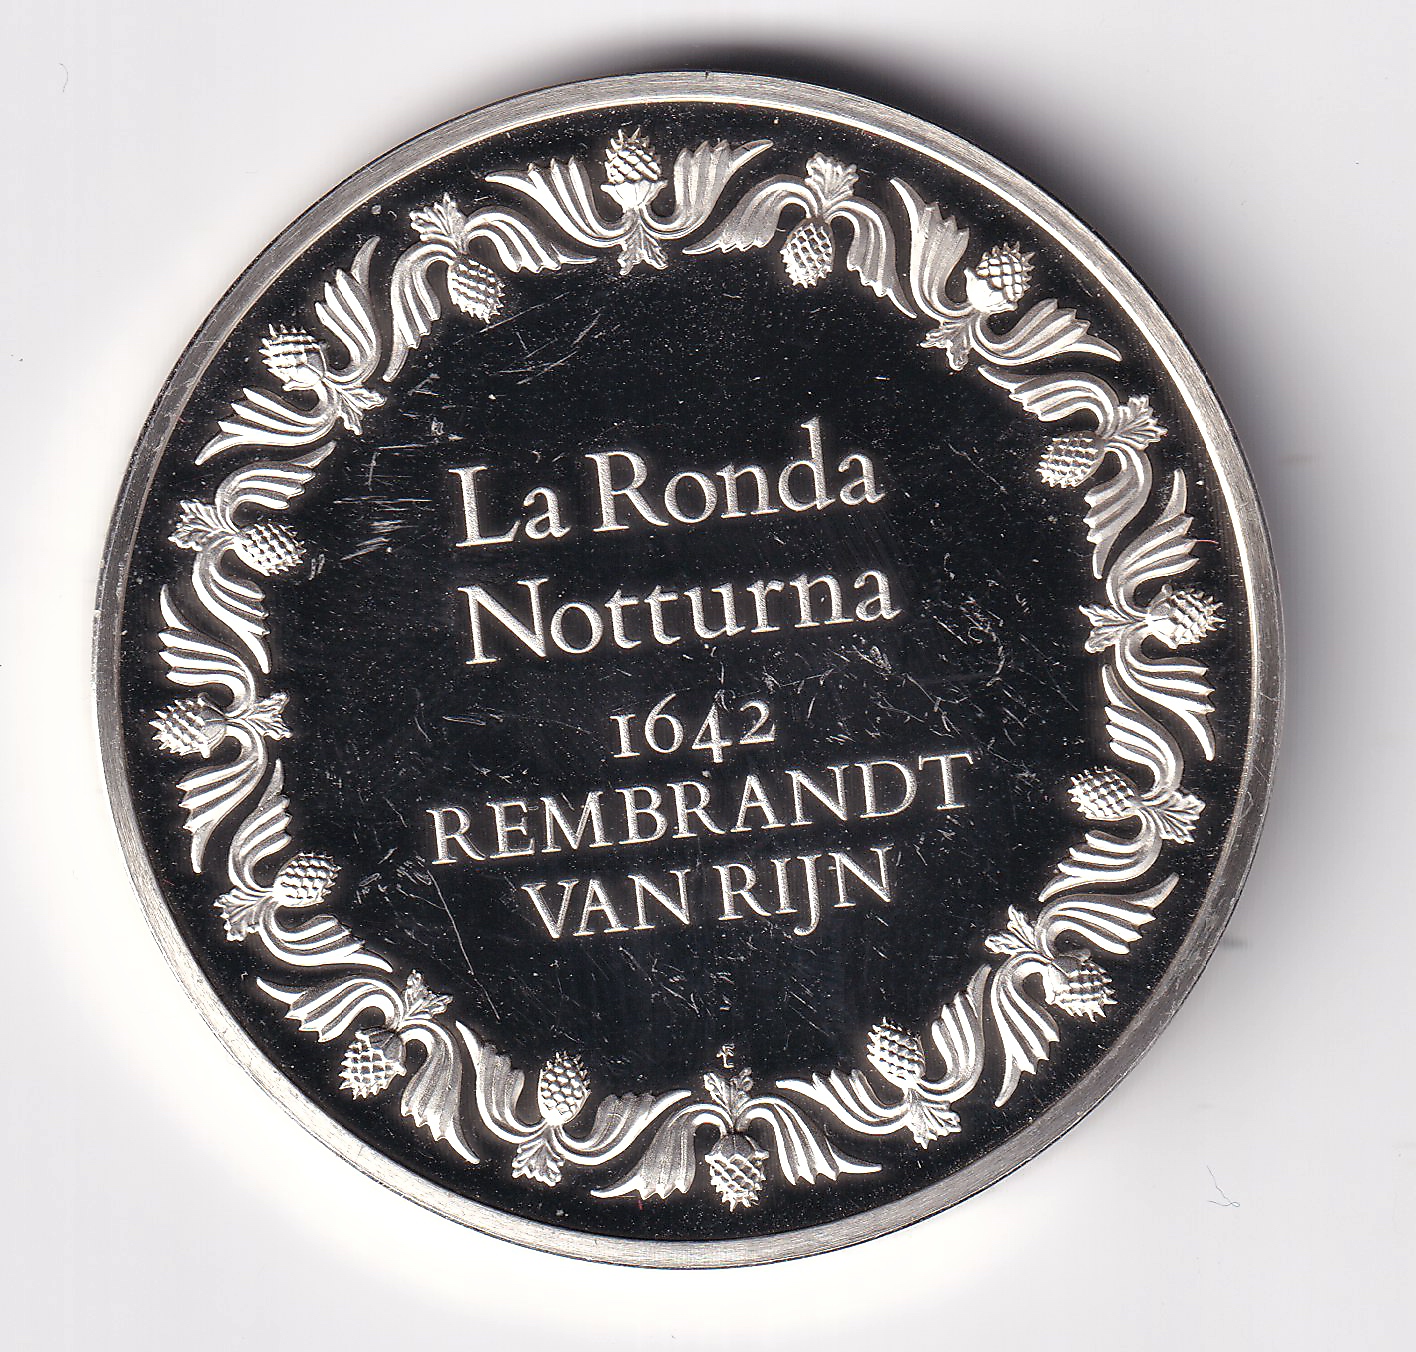 La Ronda
Notturna
1642
REMBRANDT
VAN RIJN